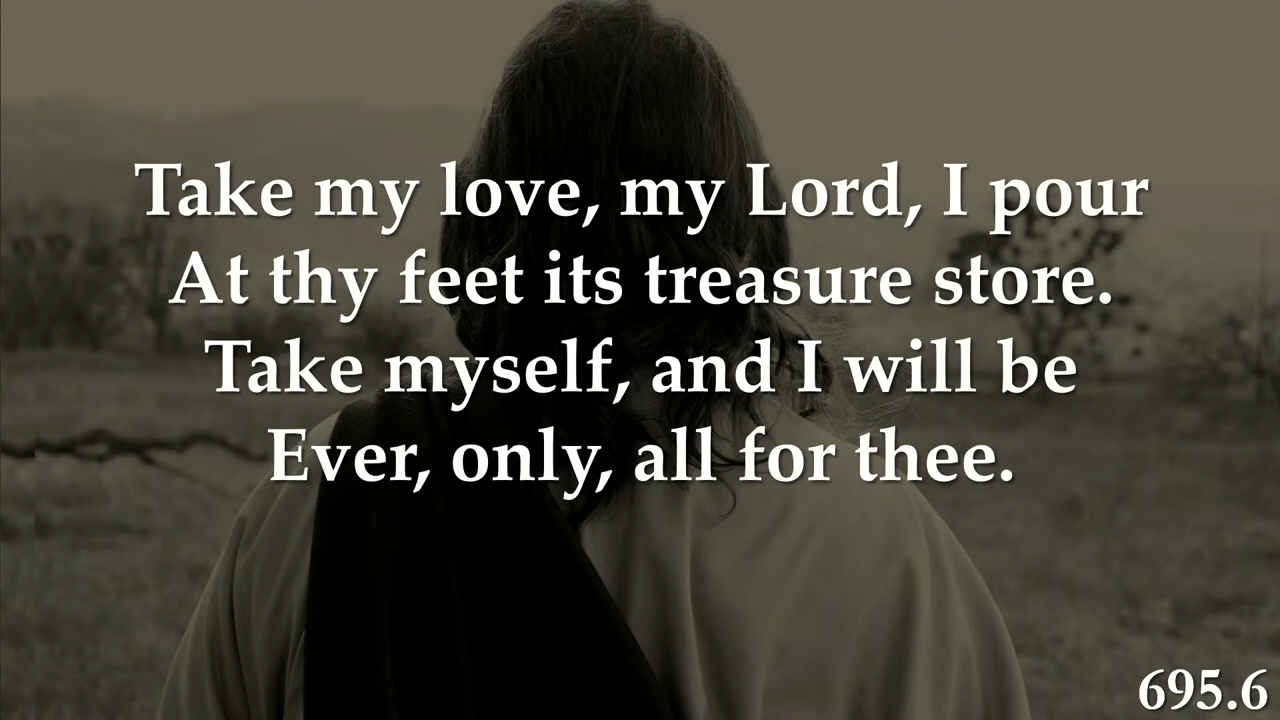 Take my love, my Lord, I pour
At thy feet its treasure store.
Take myself, and I will be
Ever, only, all for thee.
695.6